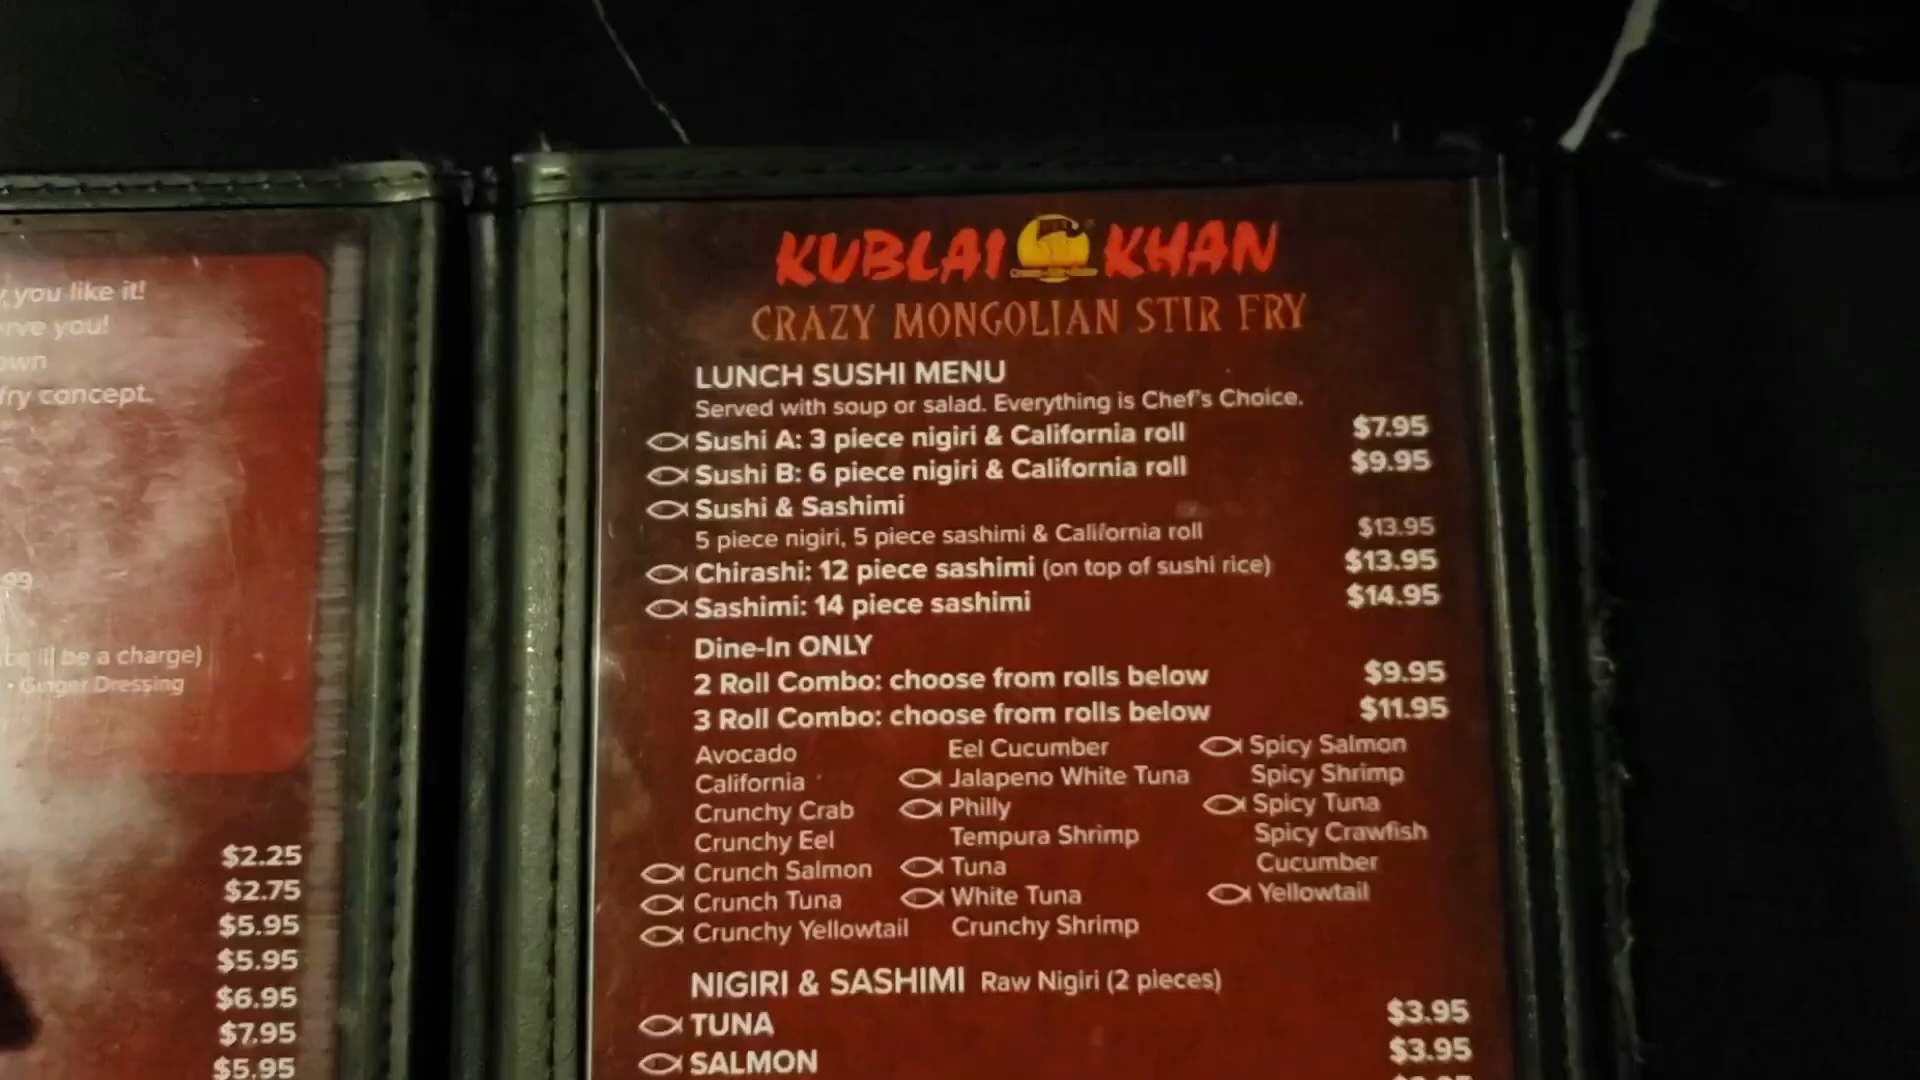 you like it!
erve you!
own
fry concept.
.99
be a charge)
• Ginger Dressing
$2.25
$2.75
$5.95
$5.95
$6.95
$7.95
$5.95
KUBLAI KHAN
CRAZY MONGOLIAN STIR FRY
LUNCH SUSHI MENU
Served with soup or salad. Everything is Chef's Choice.
Sushi A: 3 piece nigiri & California roll $7.95
Sushi B: 6 piece nigiri & California roll $9.95
Sushi & Sashimi
5 piece nigiri, 5 piece sashimi & California roll $13.95
Chirashi: 12 piece sashimi (on top of sushi rice) $13.95
Sashimi: 14 piece sashimi $14.95
Dine-In ONLY
2 Roll Combo: choose from rolls below $9.95
3 Roll Combo: choose from rolls below $11.95
Avocado Eel Cucumber Spicy Salmon
California Jalapeno White Tuna Spicy Shrimp
Crunchy Crab Philly Spicy Tuna
Crunchy Eel Tempura Shrimp Spicy Crawfish
Crunch Salmon Tuna Cucumber
Crunch Tuna White Tuna Yellowtail
Crunchy Yellowtail Crunchy Shrimp
NIGIRI & SASHIMI Raw Nigiri (2 pieces)
TUNA $3.95
SALMON $3.95